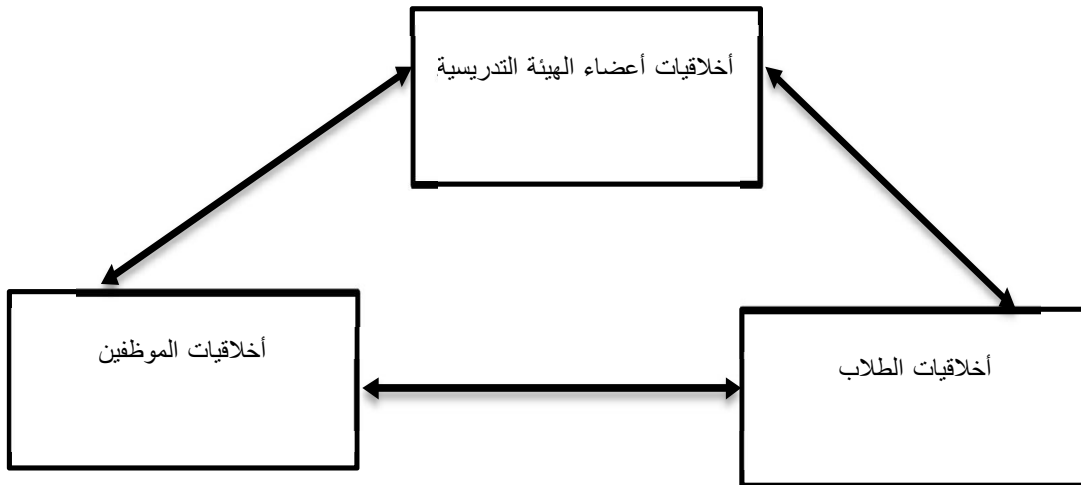 أخلاقيات أعضاء الهيئة التدريسية
أخلاقيات الموظفين
أخلاقيات الطلاب